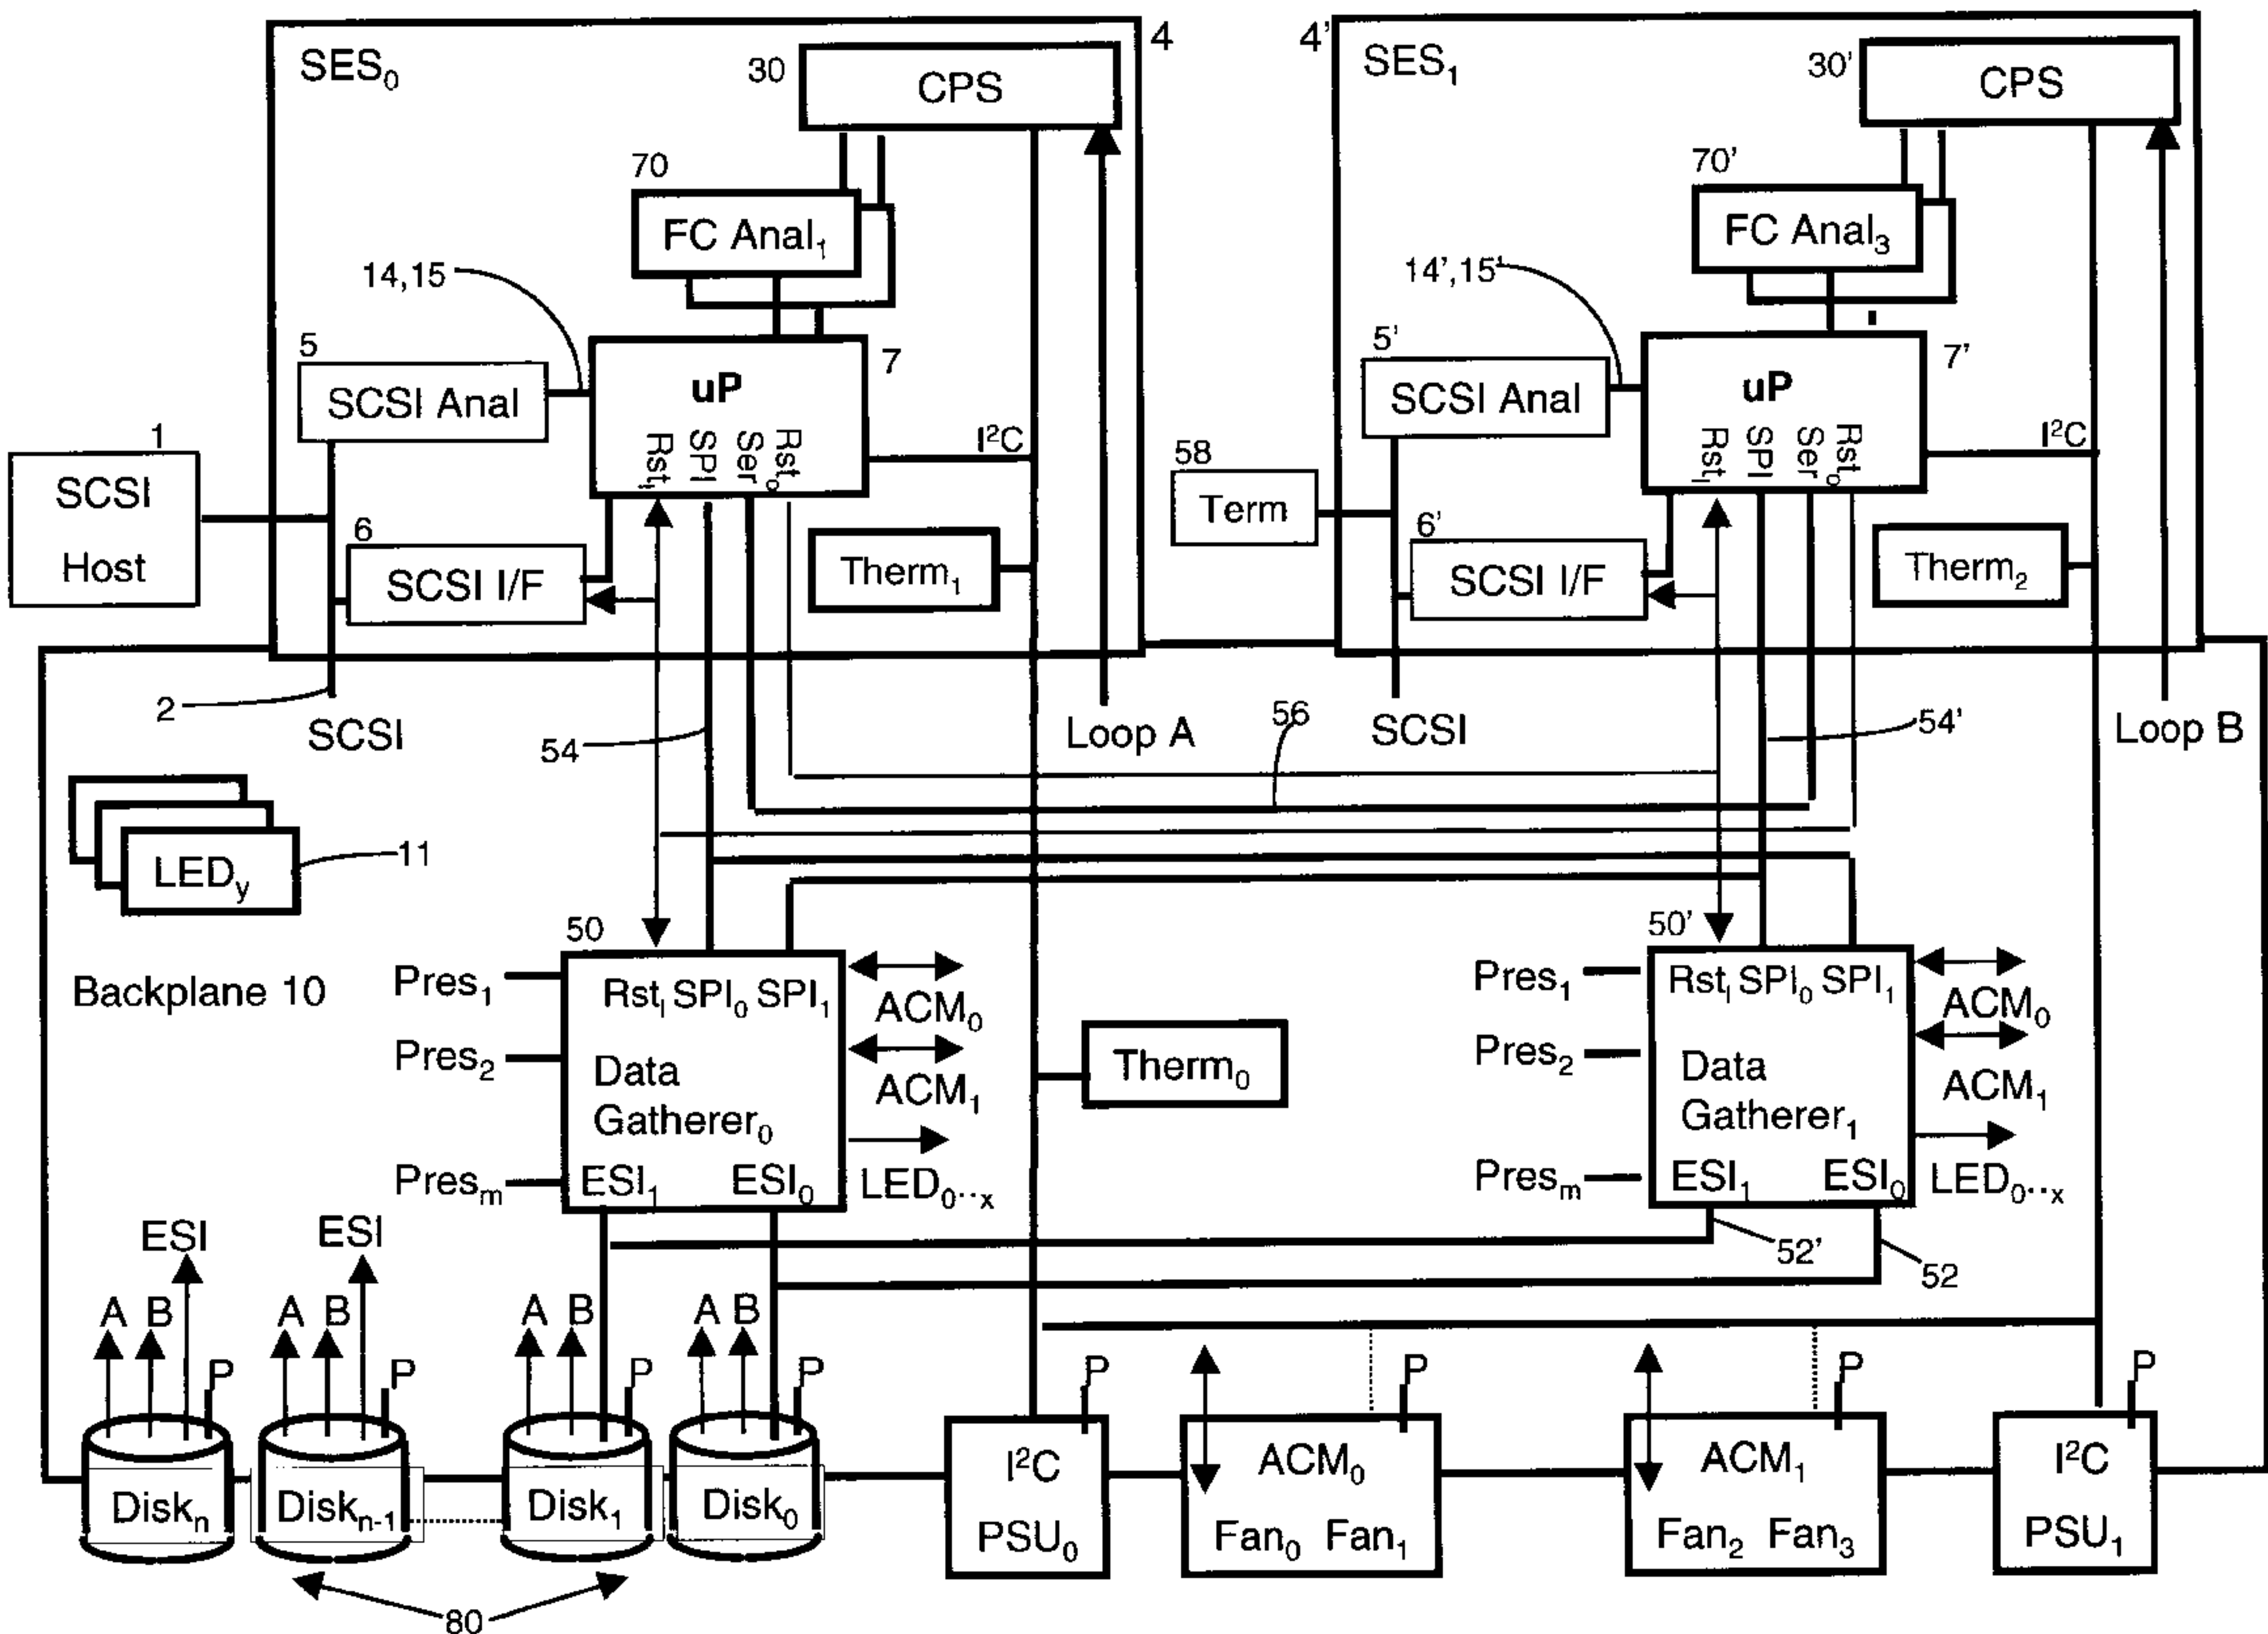 SES0
30
CPS
4
4'
SES1
30'
CPS
70
FC Anal1
70'
FC Anal3
14,15
14',15'
5
SCSI Anal
uP
RstI
SPI
Ser
Rsto
7
I²C
5'
SCSI Anal
uP
RstI
SPI
Ser
Rsto
7'
I²C
1
SCSI
Host
6
SCSI I/F
Therm1
58
Term
6'
SCSI I/F
Therm2
2
SCSI
54
Loop A
56
SCSI
54'
Loop B
LEDy
11
50
50'
Backplane 10
Pres1
Pres2
Presm
RstI SPI0 SPI1
Data
Gatherer0
ESI1 ESI0
ACM0
ACM1
LED0··x
Therm0
Pres1
Pres2
Presm
RstI SPI0 SPI1
Data
Gatherer1
ESI1 ESI0
ACM0
ACM1
LED0··x
52'
52
ESI
ESI
A B P
A B P
A B P
A B P
P
P
P
P
Diskn
Diskn-1
Disk1
Disk0
I²C
PSU0
ACM0
Fan0 Fan1
ACM1
Fan2 Fan3
I²C
PSU1
80